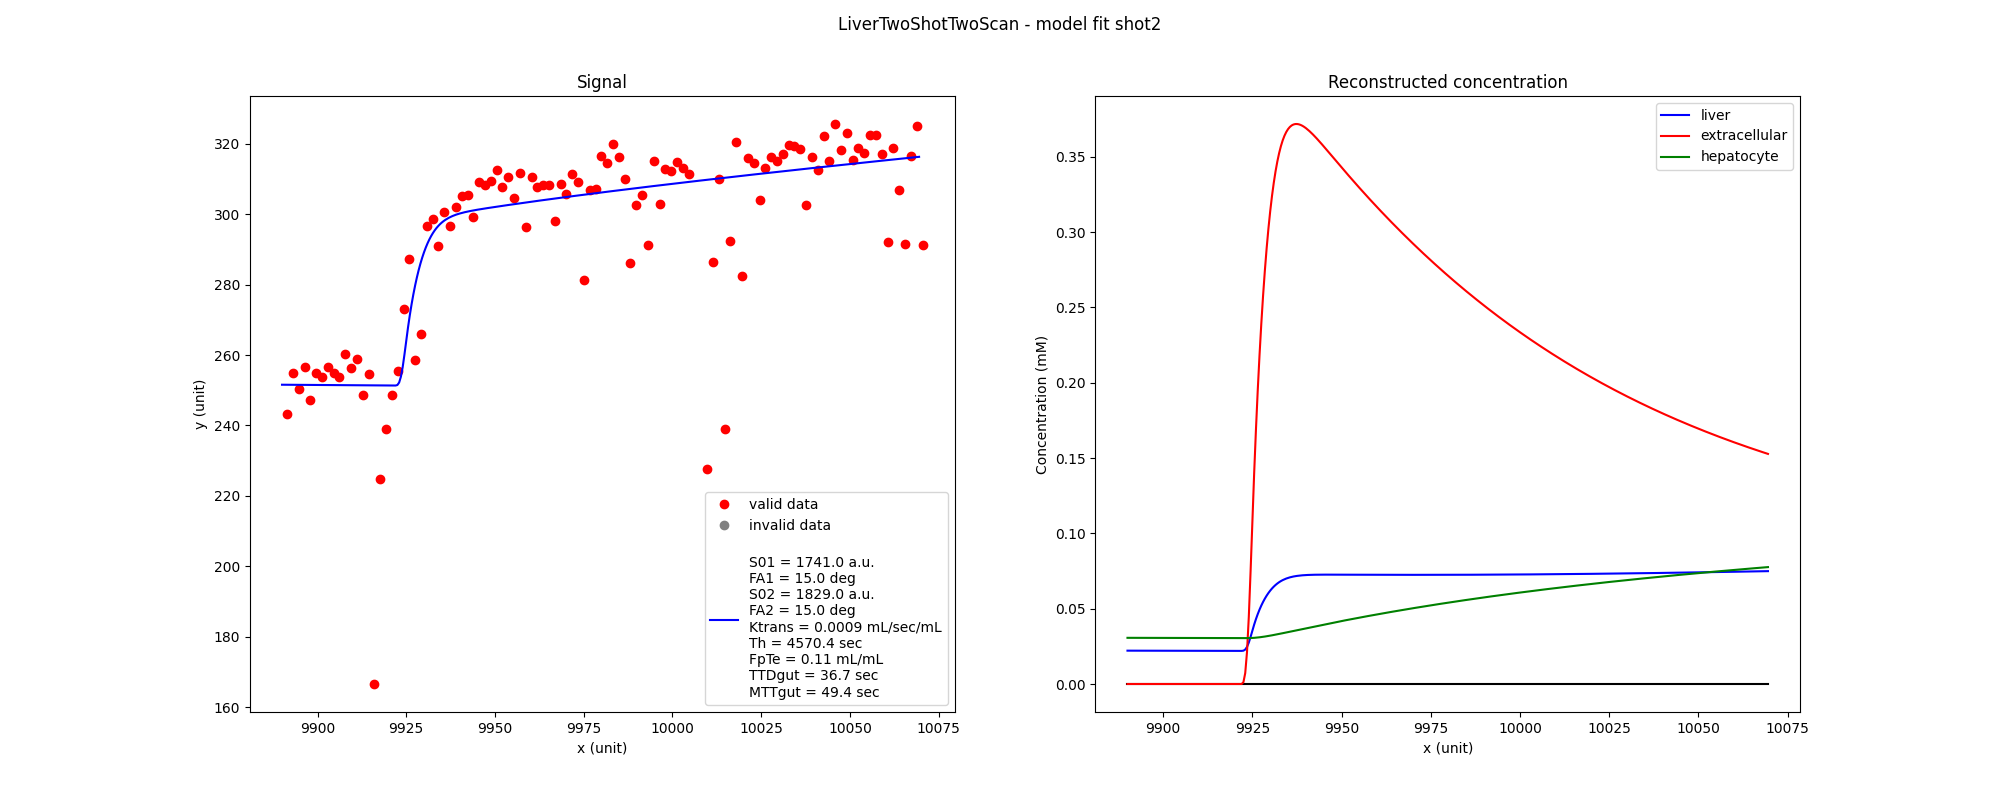 LiverTwoShotTwoScan - model fit shot2
Signal
y (unit)
320
300
280
260
240
220
200
180
160
9900
9925
9950
9975
10000
10025
10050
10075
x (unit)
valid data
invalid data
S01 = 1741.0 a.u.
FA1 = 15.0 deg
S02 = 1829.0 a.u.
FA2 = 15.0 deg
Ktrans = 0.0009 mL/sec/mL
Th = 4570.4 sec
FpTe = 0.11 mL/mL
TTDgut = 36.7 sec
MTTgut = 49.4 sec
Reconstructed concentration
Concentration (mM)
0.35
0.30
0.25
0.20
0.15
0.10
0.05
0.00
9900
9925
9950
9975
10000
10025
10050
10075
x (unit)
liver
extracellular
hepatocyte